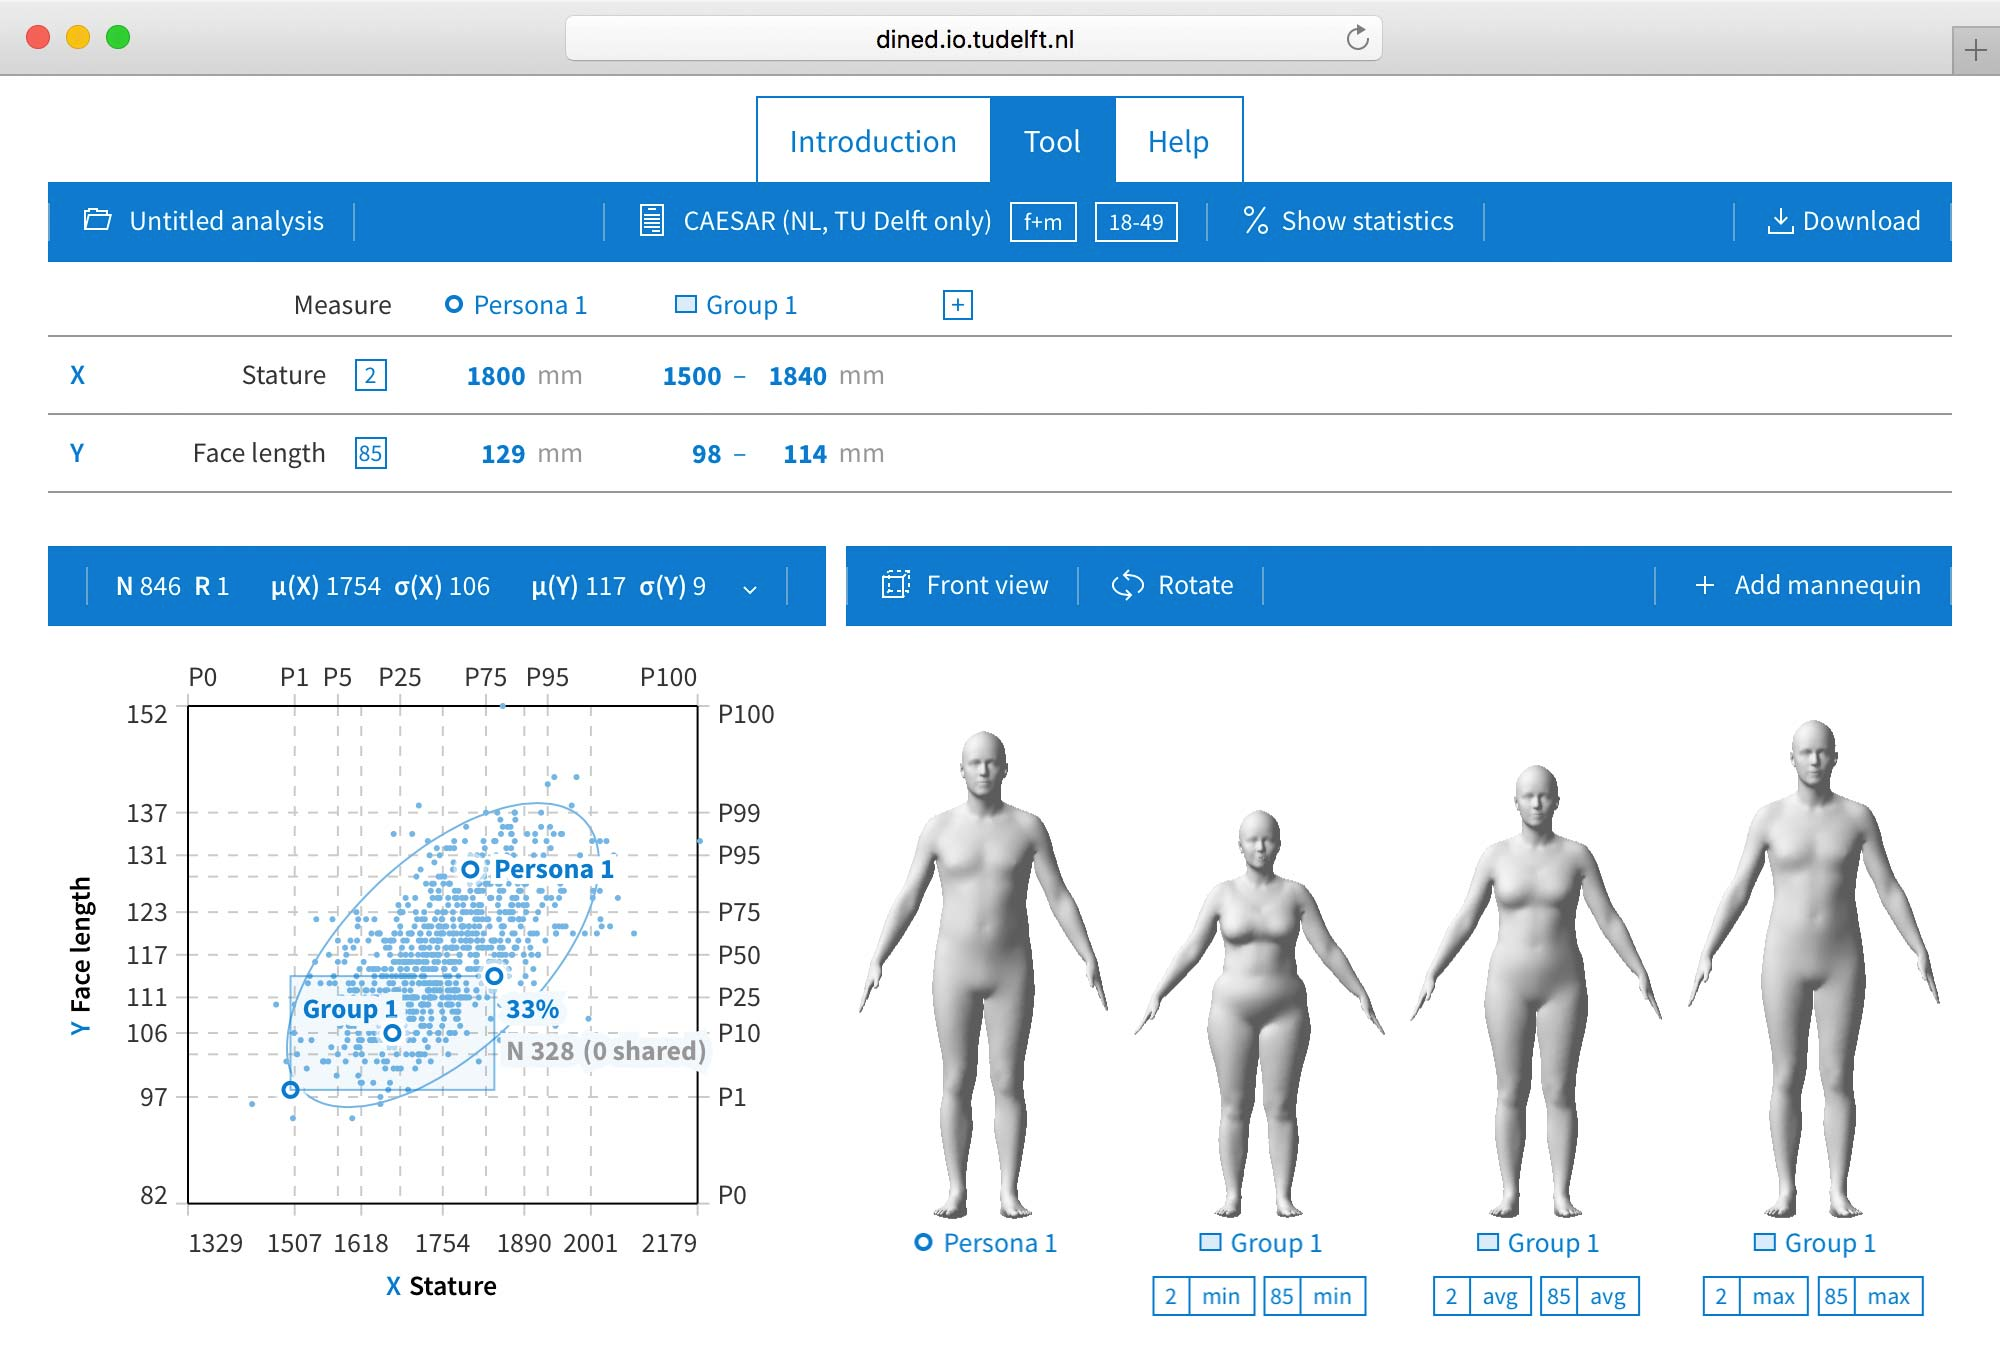 dined.io.tudelft.nl
Introduction Tool Help
Untitled analysis CAESAR (NL, TU Delft only) f+m 18-49 Show statistics Download
Measure Persona 1 Group 1 +
X Stature 2 1800 mm 1500 – 1840 mm
Y Face length 85 129 mm 98 – 114 mm
N 846 R 1 μ(X) 1754 σ(X) 106 μ(Y) 117 σ(Y) 9
Front view Rotate + Add mannequin
P0 P1 P5 P25 P75 P95 P100
152 P100
137 P99
131 P95
Persona 1
123 P75
117 P50
111 P25
Group 1 33%
106 P10
N 328 (0 shared)
97 P1
82 P0
Y Face length
1329 1507 1618 1754 1890 2001 2179
X Stature
Persona 1 Group 1 Group 1 Group 1
2 min 85 min 2 avg 85 avg 2 max 85 max